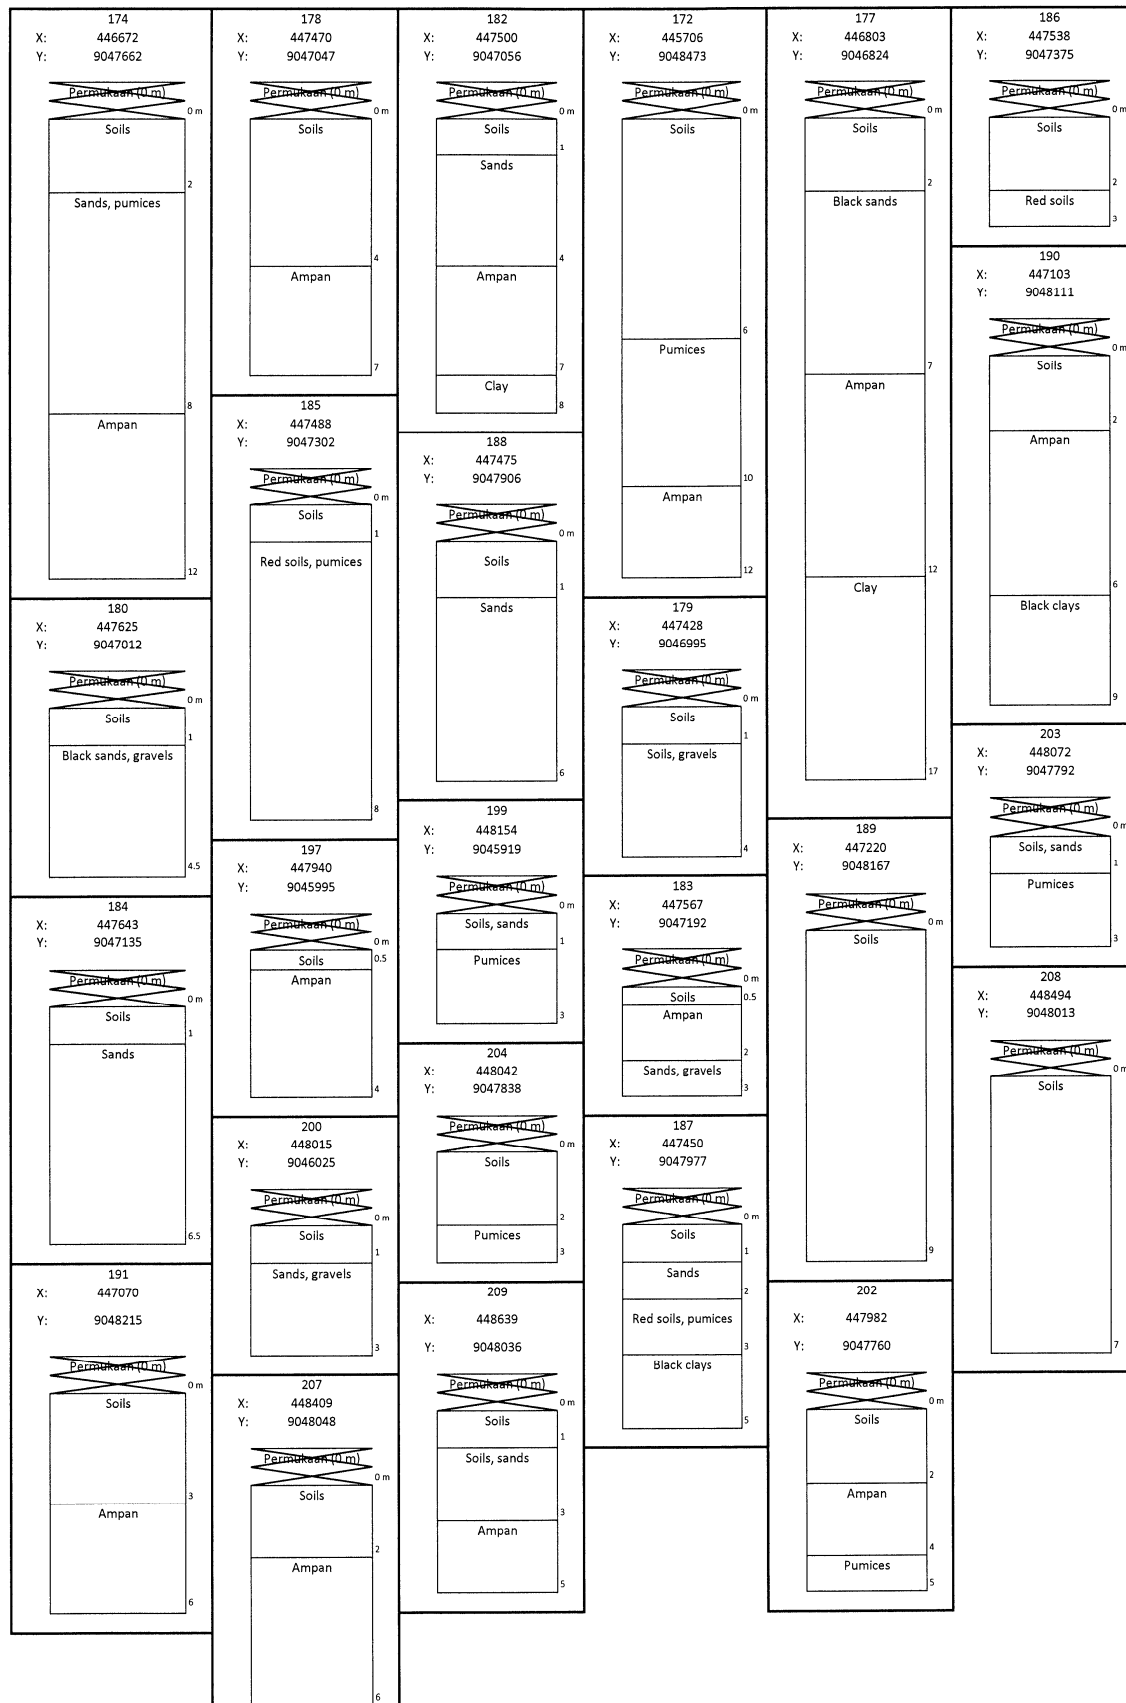 174
X: 446672
Y: 9047662
Permukaan (0 m)
0 m
Soils
2
Sands, pumices
8
Ampan
12
180
X: 447625
Y: 9047012
Permukaan (0 m)
0 m
Soils
1
Black sands, gravels
4.5
184
X: 447643
Y: 9047135
Permukaan (0 m)
0 m
Soils
1
Sands
6.5
191
X: 447070
Y: 9048215
Permukaan (0 m)
0 m
Soils
3
Ampan
6
178
X: 447470
Y: 9047047
Permukaan (0 m)
0 m
Soils
4
Ampan
7
185
X: 447488
Y: 9047302
Permukaan (0 m)
0 m
Soils
1
Red soils, pumices
8
197
X: 447940
Y: 9045995
Permukaan (0 m)
0 m
Soils
0.5
Ampan
4
200
X: 448015
Y: 9046025
Permukaan (0 m)
0 m
Soils
1
Sands, gravels
3
207
X: 448409
Y: 9048048
Permukaan (0 m)
0 m
Soils
2
Ampan
6
182
X: 447500
Y: 9047056
Permukaan (0 m)
0 m
Soils
1
Sands
4
Ampan
7
Clay
8
188
X: 447475
Y: 9047906
Permukaan (0 m)
0 m
Soils
1
Sands
6
199
X: 448154
Y: 9045919
Permukaan (0 m)
0 m
Soils, sands
1
Pumices
3
204
X: 448042
Y: 9047838
Permukaan (0 m)
0 m
Soils
2
Pumices
3
209
X: 448639
Y: 9048036
Permukaan (0 m)
0 m
Soils
1
Soils, sands
3
Ampan
5
172
X: 445706
Y: 9048473
Permukaan (0 m)
0 m
Soils
6
Pumices
10
Ampan
12
179
X: 447428
Y: 9046995
Permukaan (0 m)
0 m
Soils
1
Soils, gravels
4
183
X: 447567
Y: 9047192
Permukaan (0 m)
0 m
Soils
0.5
Ampan
2
Sands, gravels
3
187
X: 447450
Y: 9047977
Permukaan (0 m)
0 m
Soils
1
Sands
2
Red soils, pumices
3
Black clays
5
177
X: 446803
Y: 9046824
Permukaan (0 m)
0 m
Soils
2
Black sands
7
Ampan
12
Clay
17
189
X: 447220
Y: 9048167
Permukaan (0 m)
0 m
Soils
9
202
X: 447982
Y: 9047760
Permukaan (0 m)
0 m
Soils
2
Ampan
4
Pumices
5
186
X: 447538
Y: 9047375
Permukaan (0 m)
0 m
Soils
2
Red soils
3
190
X: 447103
Y: 9048111
Permukaan (0 m)
0 m
Soils
2
Ampan
6
Black clays
9
203
X: 448072
Y: 9047792
Permukaan (0 m)
0 m
Soils, sands
1
Pumices
3
208
X: 448494
Y: 9048013
Permukaan (0 m)
0 m
Soils
7